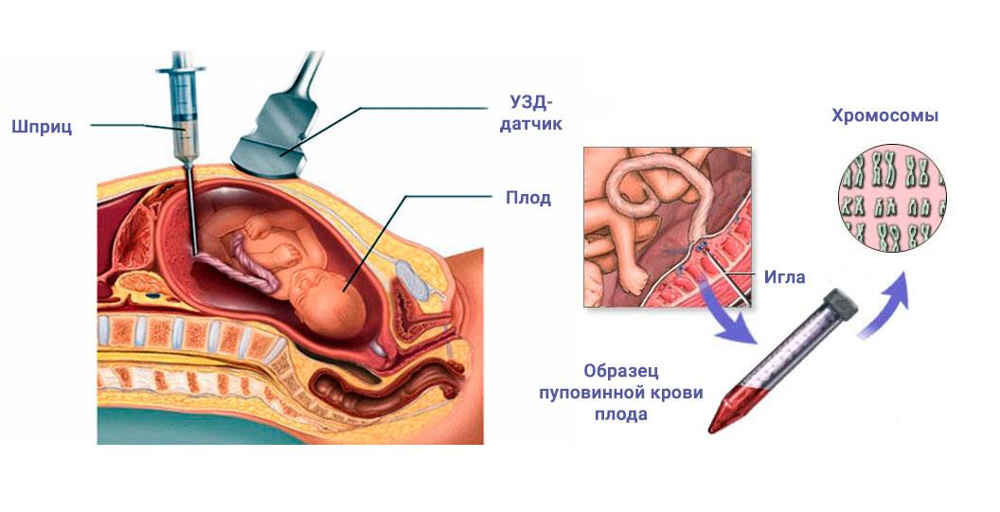 Шприц
УЗД-
датчик
Плод
Хромосомы
Игла
Образец
пуповинной крови
плода